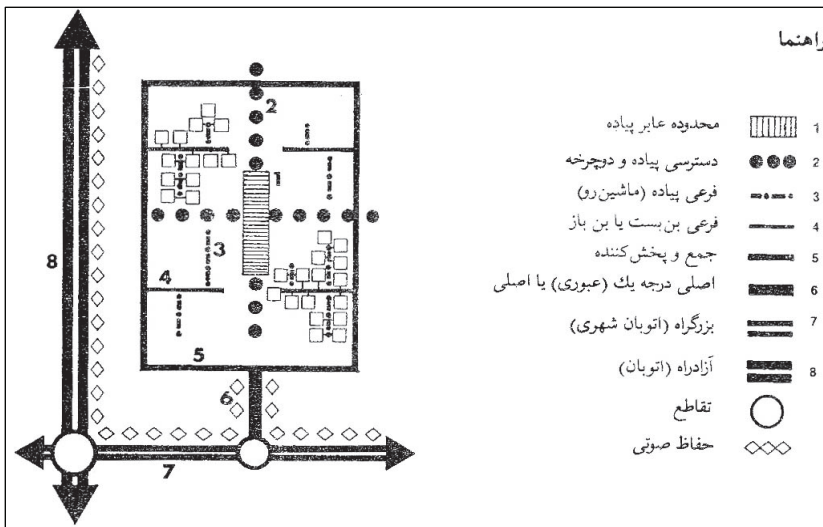 راهنما
محدوده عابر پیاده 1
دسترسی پیاده و دوچرخه 2
فرعی پیاده (ماشین‌رو) 3
فرعی بن‌بست یا بن باز 4
جمع و پخش‌کننده 5
اصلی درجه یك (عبوری) یا اصلی 6
بزرگراه (اتوبان شهری) 7
آزادراه (اتوبان) 8
تقاطع
حفاظ صوتی
2
1
3
8
4
5
6
7